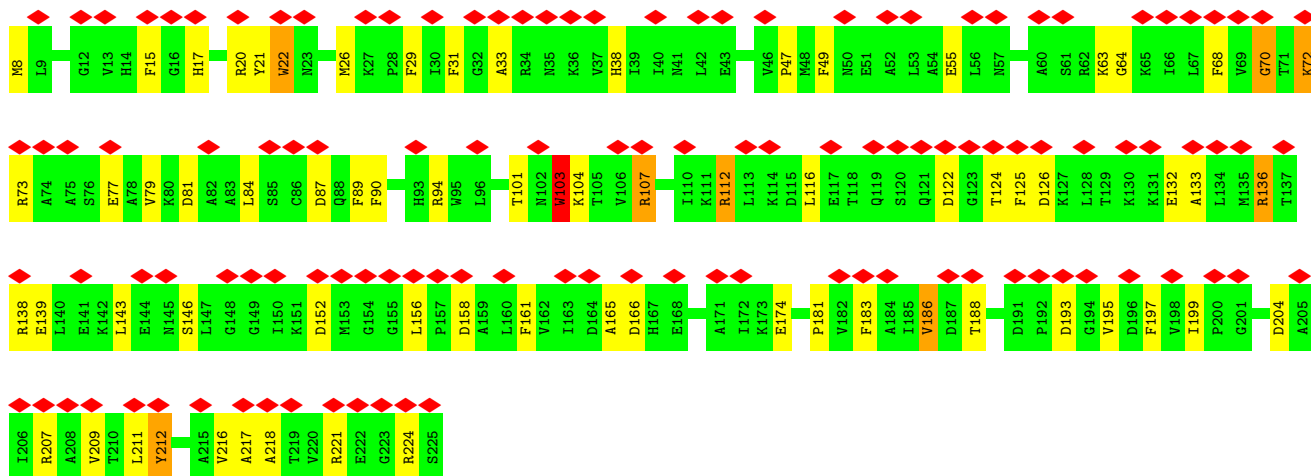 M8 L9 G12 V13 H14 F15 G16 H17 R20 Y21 W22 N23 M26 K27 P28 F29 I30 F31 G32 A33 R34 N35 K36 V37 H38 I39 I40 N41 L42 E43 V46 P47 M48 F49 N50 E51 A52 L53 A54 E55 L56 N57 A60 S61 R62 K63 G64 K65 I66 L67 F68 V69 G70 T71 K72
R73 A74 A75 S76 E77 A78 V79 K80 D81 A82 A83 L84 S85 C86 D87 Q88 F89 F90 H93 R94 W95 L96 T101 N102 W103 K104 T105 V106 R107 I110 K111 R112 L113 K114 D115 L116 E117 T118 Q119 S120 Q121 D122 G123 T124 F125 D126 K127 L128 T129 K130 K131 E132 A133 L134 M135 R136 T137
R138 E139 L140 E141 K142 L143 E144 N145 S146 L147 G148 G149 I150 K151 D152 M153 G154 G155 L156 P157 D158 A159 L160 F161 V162 I163 D164 A165 D166 H167 E168 A171 I172 K173 E174 P181 V182 F183 A184 I185 V186 D187 T188 D191 P192 D193 G194 V195 D196 F197 V198 I199 P200 G201 D204 A205
I206 R207 A208 V209 T210 L211 Y212 A215 V216 A217 A218 T219 V220 R221 E222 G223 R224 S225